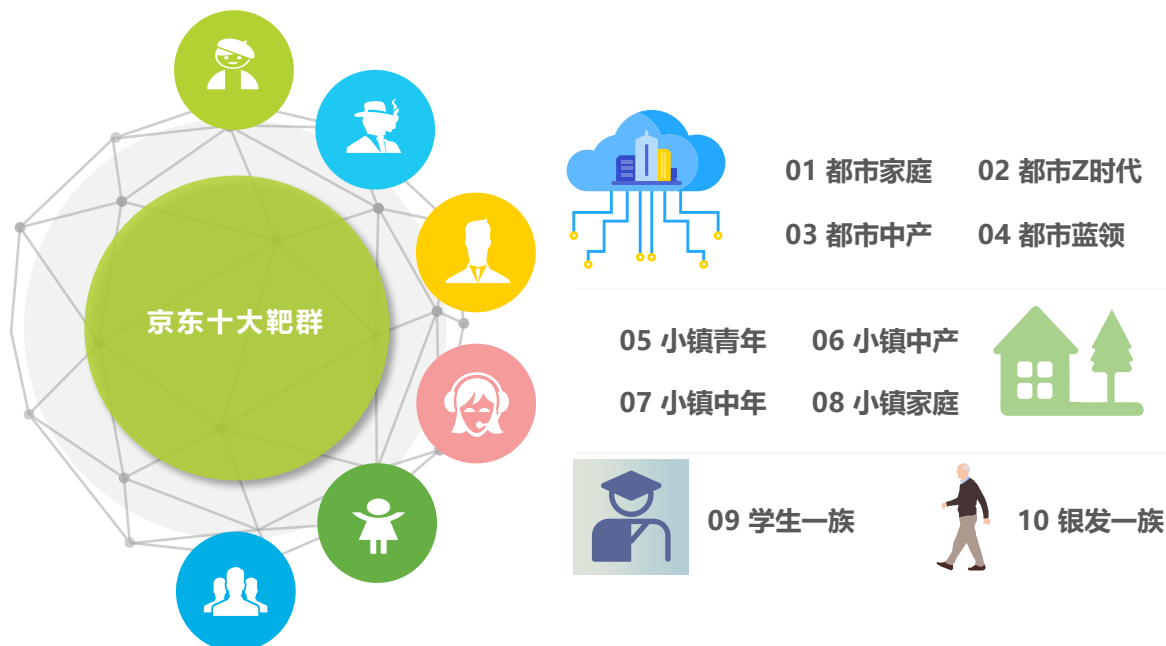 京东十大靶群
01 都市家庭 02 都市Z时代
03 都市中产 04 都市蓝领
05 小镇青年 06 小镇中产
07 小镇中年 08 小镇家庭
09 学生一族 10 银发一族